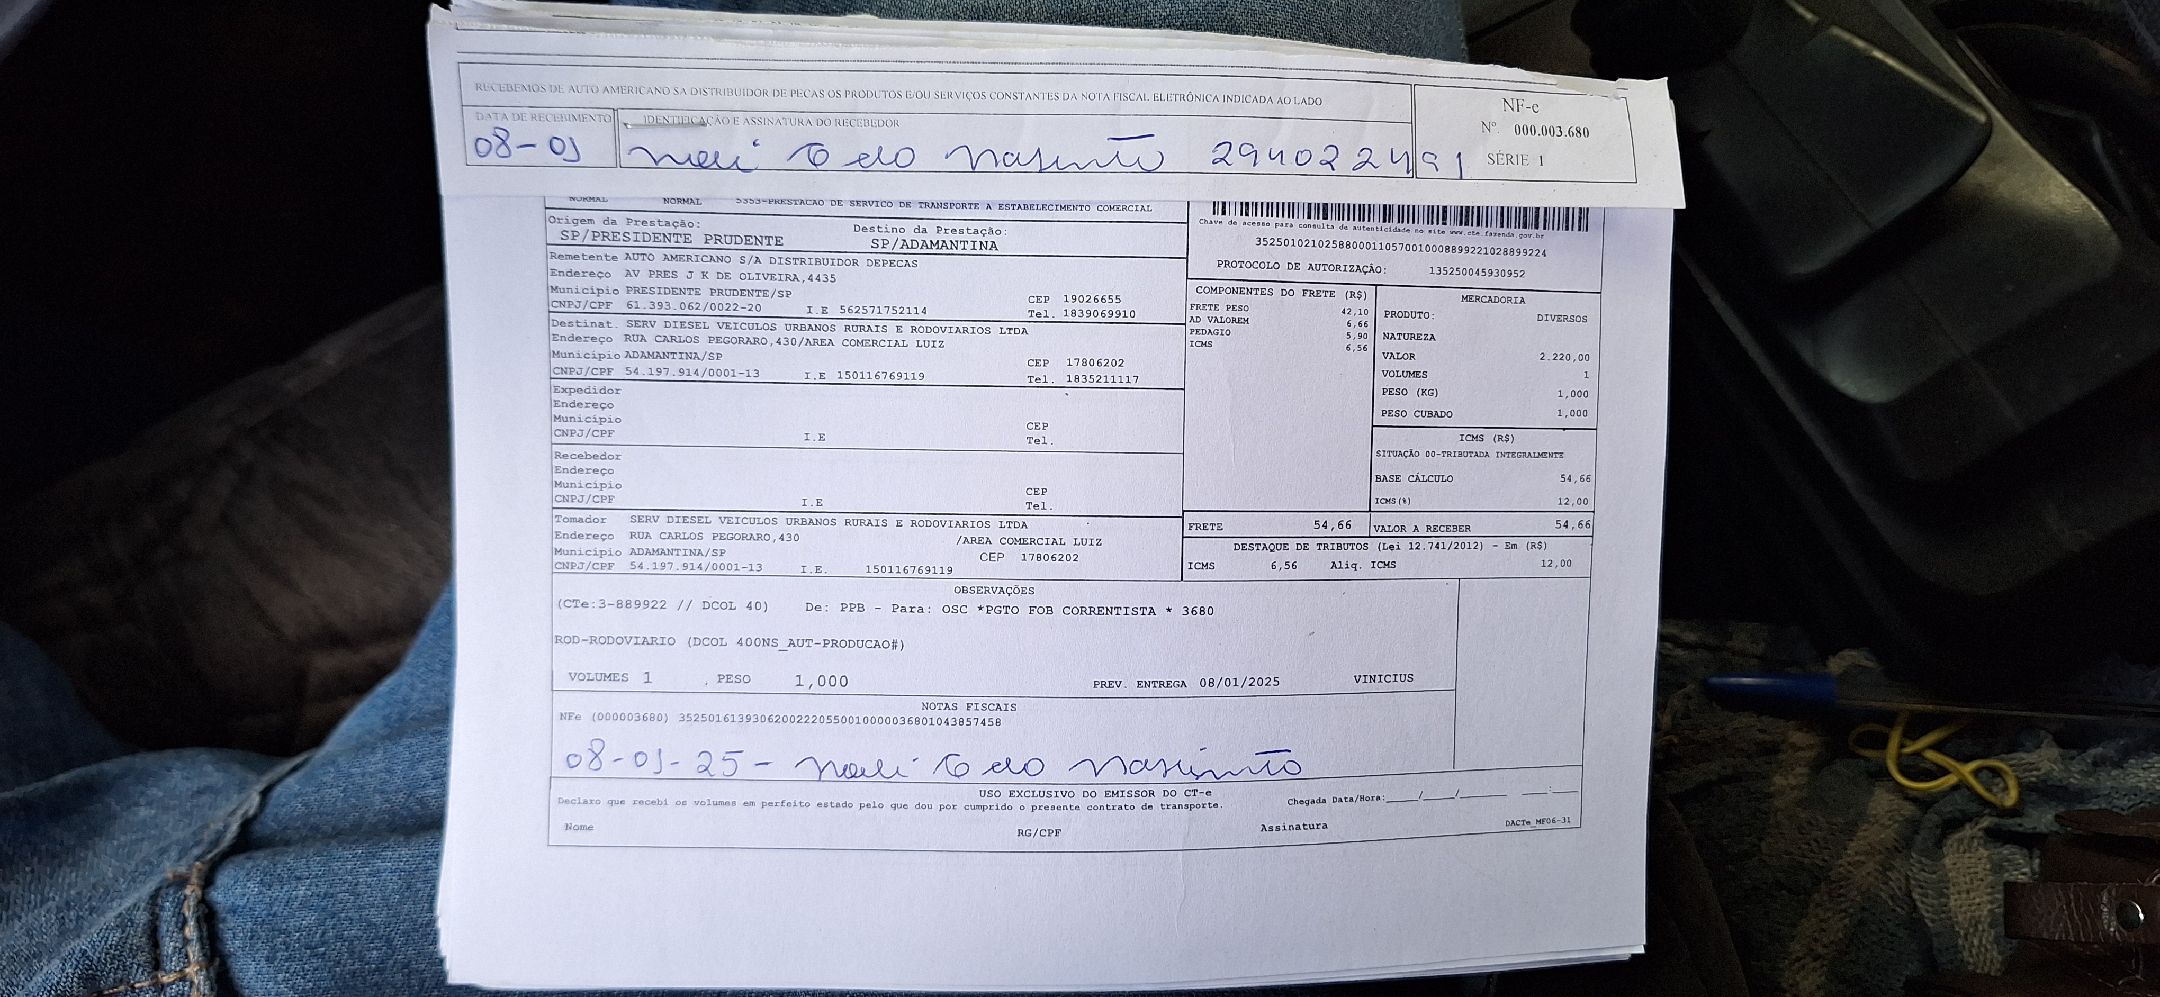 RECEBEMOS DE AUTO AMERICANO SA DISTRIBUIDOR DE PECAS OS PRODUTOS E/OU SERVIÇOS CONSTANTES DA NOTA FISCAL ELETRÔNICA INDICADA AO LADO
DATA DE RECEBIMENTO
IDENTIFICAÇÃO E ASSINATURA DO RECEBEDOR
08-01 do 294022491
NF-e
Nº. 000.003.680
SÉRIE 1
NORMAL NORMAL 5353-PRESTACAO DE SERVICO DE TRANSPORTE A ESTABELECIMENTO COMERCIAL
Origem da Prestação: Destino da Prestação:
SP/PRESIDENTE PRUDENTE SP/ADAMANTINA
Chave de acesso para consulta de autenticidade no site www.cte.fazenda.gov.br
35250102102588000110570010008899221028899224
PROTOCOLO DE AUTORIZAÇÃO: 135250045930952
Remetente AUTO AMERICANO S/A DISTRIBUIDOR DEPECAS
Endereço AV PRES J K DE OLIVEIRA,4435
Município PRESIDENTE PRUDENTE/SP CEP 19026655
CNPJ/CPF 61.393.062/0022-20 I.E 562571752114 Tel. 1839069910
Destinat. SERV DIESEL VEICULOS URBANOS RURAIS E RODOVIARIOS LTDA
Endereço RUA CARLOS PEGORARO,430/AREA COMERCIAL LUIZ
Município ADAMANTINA/SP CEP 17806202
CNPJ/CPF 54.197.914/0001-13 I.E 150116769119 Tel. 1835211117
Expedidor
Endereço
Município CEP
CNPJ/CPF I.E Tel.
Recebedor
Endereço
Município CEP
CNPJ/CPF I.E Tel.
Tomador SERV DIESEL VEICULOS URBANOS RURAIS E RODOVIARIOS LTDA
Endereço RUA CARLOS PEGORARO,430 /AREA COMERCIAL LUIZ
Município ADAMANTINA/SP CEP 17806202
CNPJ/CPF 54.197.914/0001-13 I.E. 150116769119
COMPONENTES DO FRETE (R$)
FRETE PESO 42,10
AD VALOREM 6,66
PEDAGIO 5,90
ICMS 6,56
MERCADORIA
PRODUTO: DIVERSOS
NATUREZA
VALOR 2.220,00
VOLUMES 1
PESO (KG) 1,000
PESO CUBADO 1,000
ICMS (R$)
SITUAÇÃO 00-TRIBUTADA INTEGRALMENTE
BASE CÁLCULO 54,66
ICMS(%) 12,00
FRETE 54,66 VALOR A RECEBER 54,66
DESTAQUE DE TRIBUTOS (Lei 12.741/2012) - Em (R$)
ICMS 6,56 Aliq. ICMS 12,00
OBSERVAÇÕES
(CTe:3-889922 // DCOL 40) De: PPB - Para: OSC *PGTO FOB CORRENTISTA * 3680
ROD-RODOVIARIO (DCOL 400NS_AUT-PRODUCAO#)
VOLUMES 1 PESO 1,000 PREV. ENTREGA 08/01/2025 VINICIUS
NOTAS FISCAIS
NFe (000003680) 35250161393062002220550010000036801043857458
08-01-25 - do
USO EXCLUSIVO DO EMISSOR DO CT-e
Declaro que recebi os volumes em perfeito estado pelo que dou por cumprido o presente contrato de transporte. Chegada Data/Hora:____/____/______ ___:___
Nome RG/CPF Assinatura DACTe_MF06-31